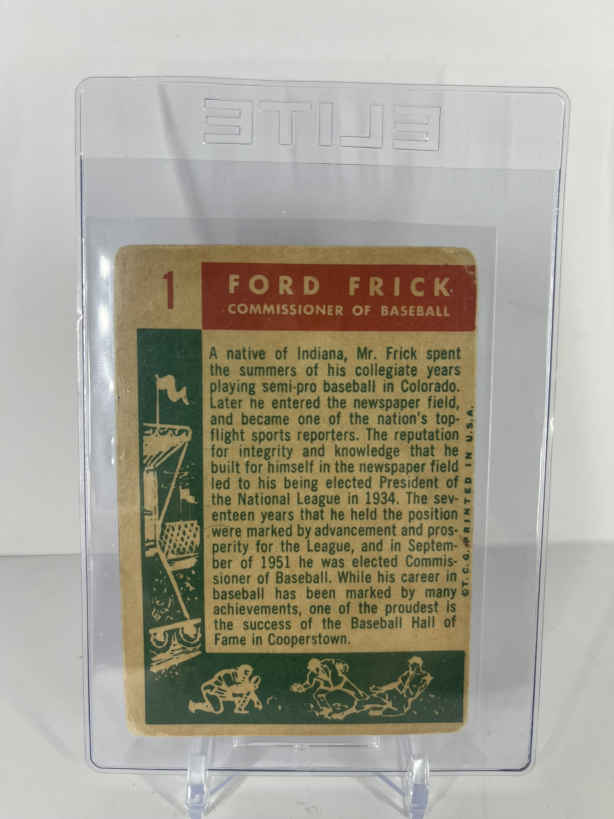 ELITE
1
FORD FRICK
COMMISSIONER OF BASEBALL
A native of Indiana, Mr. Frick spent
the summers of his collegiate years
playing semi-pro baseball in Colorado.
Later he entered the newspaper field,
and became one of the nation's top-
flight sports reporters. The reputation
for integrity and knowledge that he
built for himself in the newspaper field
led to his being elected President of
the National League in 1934. The sev-
enteen years that he held the position
were marked by advancement and pros-
perity for the League, and in Septem-
ber of 1951 he was elected Commis-
sioner of Baseball. While his career in
baseball has been marked by many
achievements, one of the proudest is
the success of the Baseball Hall of
Fame in Cooperstown.
©T.C.G. PRINTED IN U.S.A.